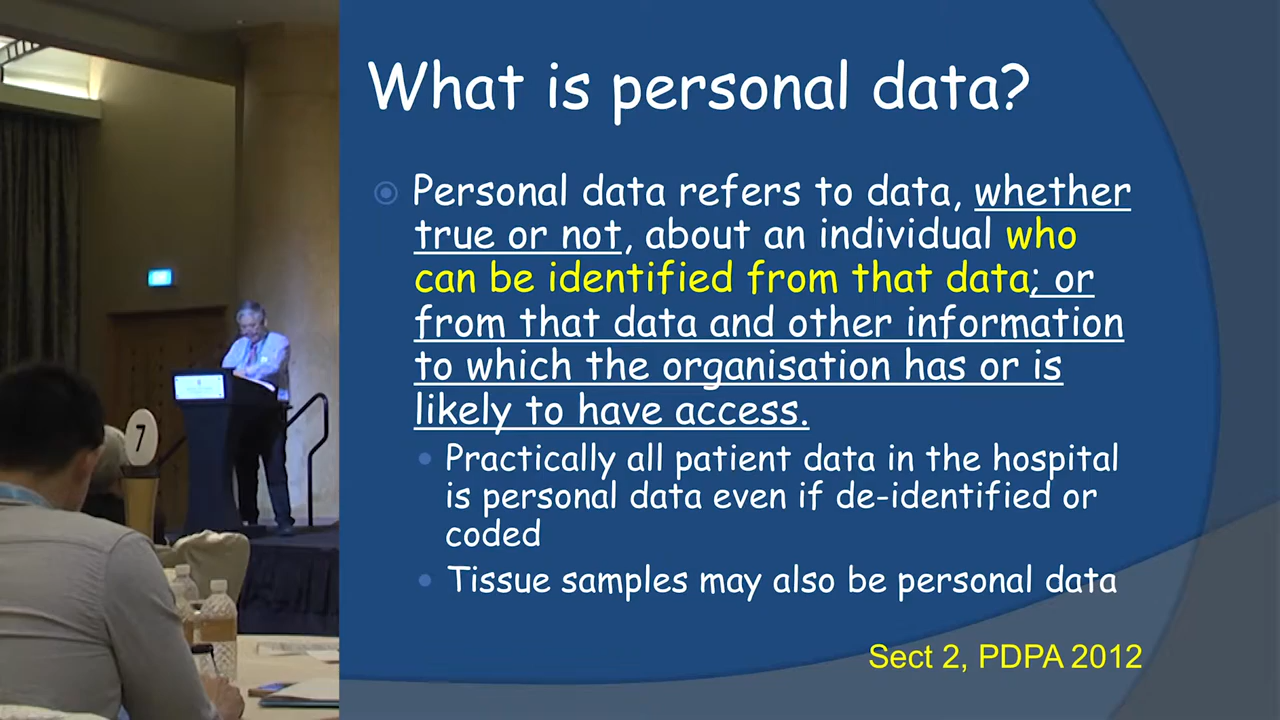 What is personal data?
Personal data refers to data, whether
true or not, about an individual who
can be identified from that data; or
from that data and other information
to which the organisation has or is
likely to have access.
Practically all patient data in the hospital
is personal data even if de-identified or
coded
Tissue samples may also be personal data
Sect 2, PDPA 2012
7